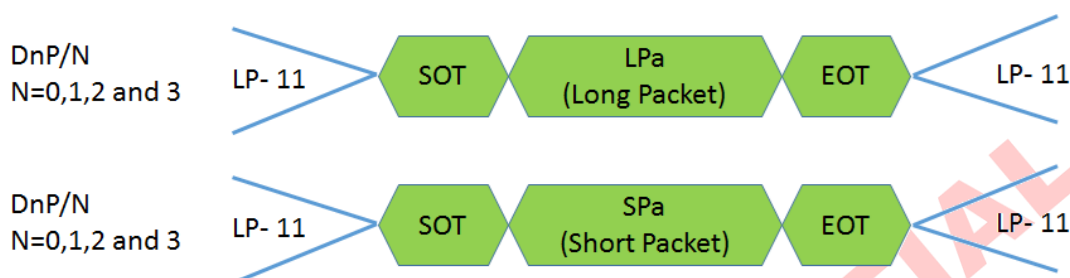 DnP/N
N=0,1,2 and 3
LP- 11
SOT
LPa
(Long Packet)
EOT
LP- 11
DnP/N
N=0,1,2 and 3
LP- 11
SOT
SPa
(Short Packet)
EOT
LP- 11
IAL